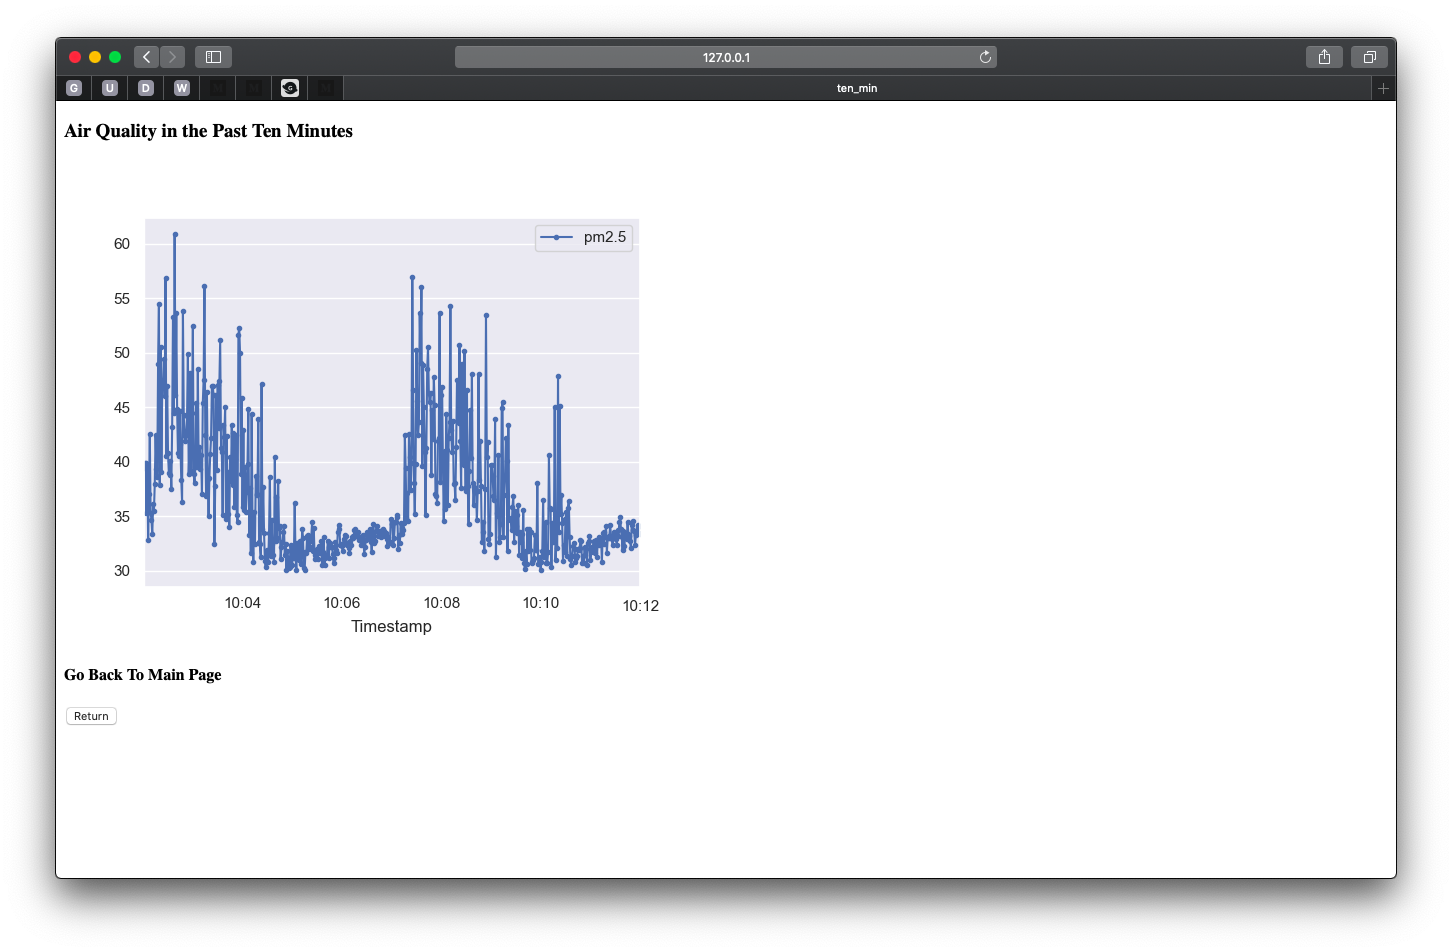 127.0.0.1
G U D W G
ten_min
Air Quality in the Past Ten Minutes
pm2.5
60
55
50
45
40
35
30
10:04 10:06 10:08 10:10 10:12
Timestamp
Go Back To Main Page
Return